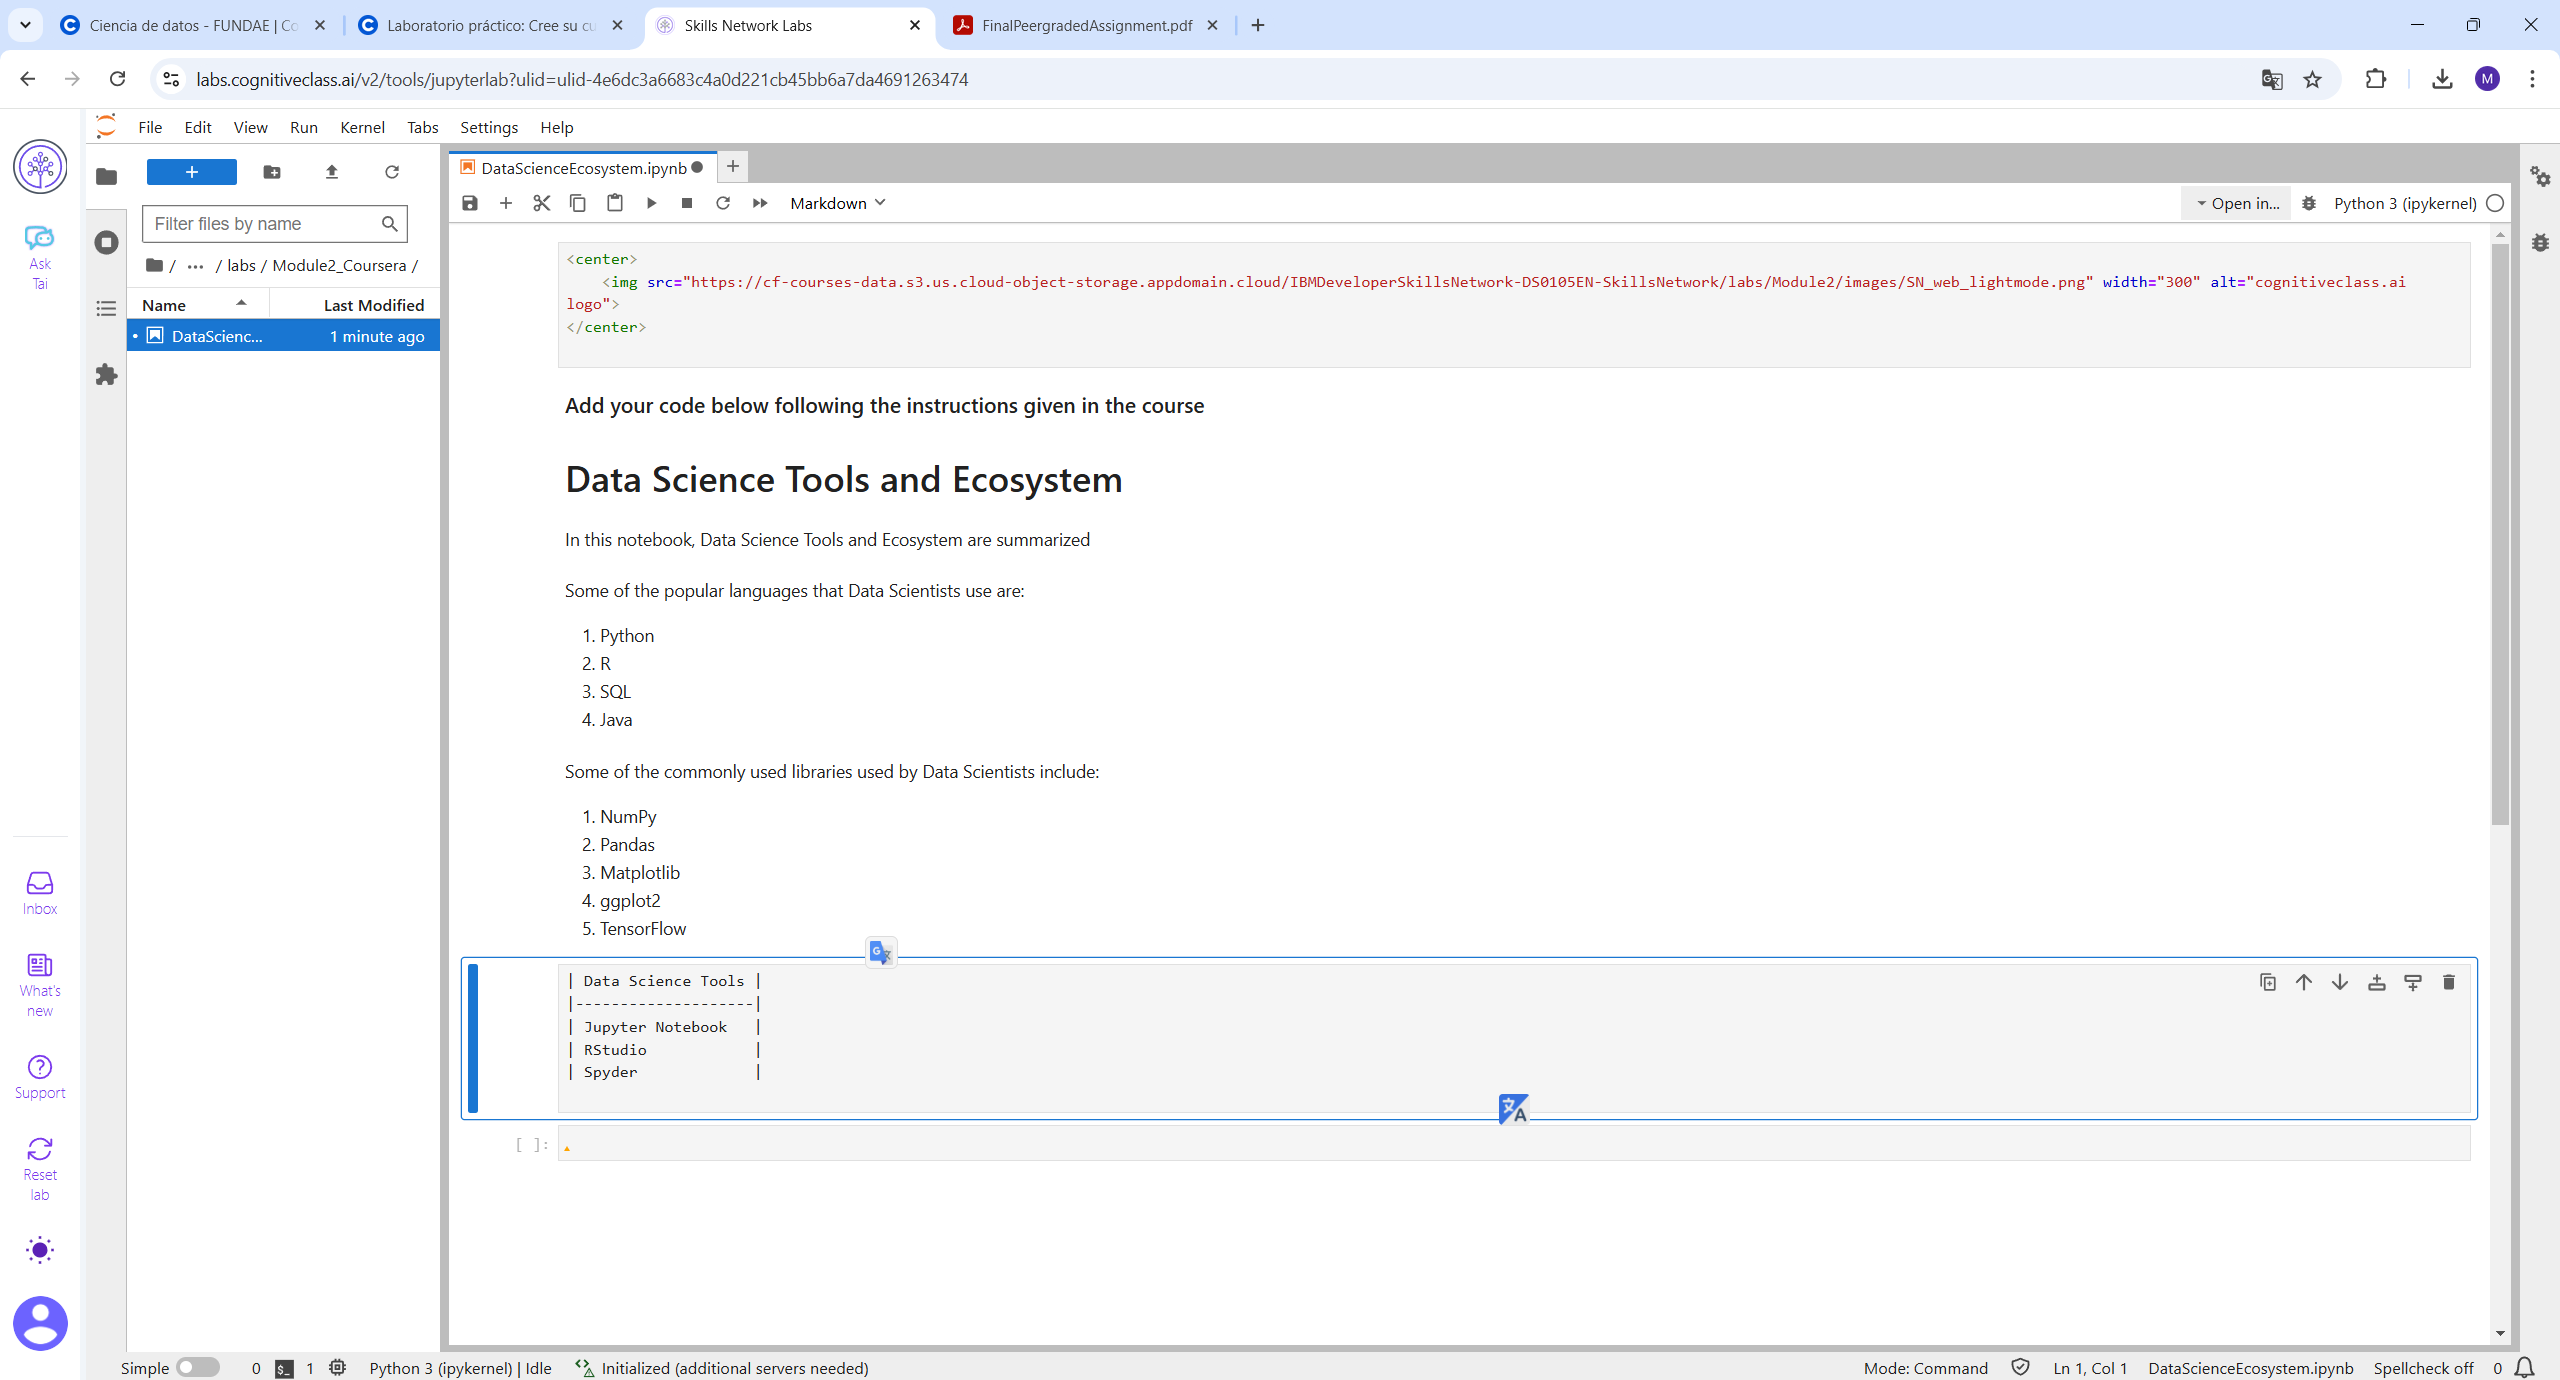 Ciencia de datos - FUNDAE | Co
Laboratorio práctico: Cree su cu
Skills Network Labs
FinalPeergradedAssignment.pdf
labs.cognitiveclass.ai/v2/tools/jupyterlab?ulid=ulid-4e6dc3a6683c4a0d221cb45bb6a7da4691263474
M
File Edit View Run Kernel Tabs Settings Help
Ask
Tai
Filter files by name
/ ... / labs / Module2_Coursera /
Name Last Modified
DataScienc... 1 minute ago
DataScienceEcosystem.ipynb
Markdown
Open in...
Python 3 (ipykernel)
<center>
<img src="https://cf-courses-data.s3.us.cloud-object-storage.appdomain.cloud/IBMDeveloperSkillsNetwork-DS0105EN-SkillsNetwork/labs/Module2/images/SN_web_lightmode.png" width="300" alt="cognitiveclass.ai
logo">
</center>
Add your code below following the instructions given in the course
Data Science Tools and Ecosystem
In this notebook, Data Science Tools and Ecosystem are summarized
Some of the popular languages that Data Scientists use are:
1. Python
2. R
3. SQL
4. Java
Some of the commonly used libraries used by Data Scientists include:
1. NumPy
2. Pandas
3. Matplotlib
4. ggplot2
5. TensorFlow
| Data Science Tools |
|--------------------|
| Jupyter Notebook |
| RStudio |
| Spyder |
[ ]:
Inbox
What's
new
Support
Reset
lab
Simple 0 1 Python 3 (ipykernel) | Idle Initialized (additional servers needed)
Mode: Command Ln 1, Col 1 DataScienceEcosystem.ipynb Spellcheck off 0